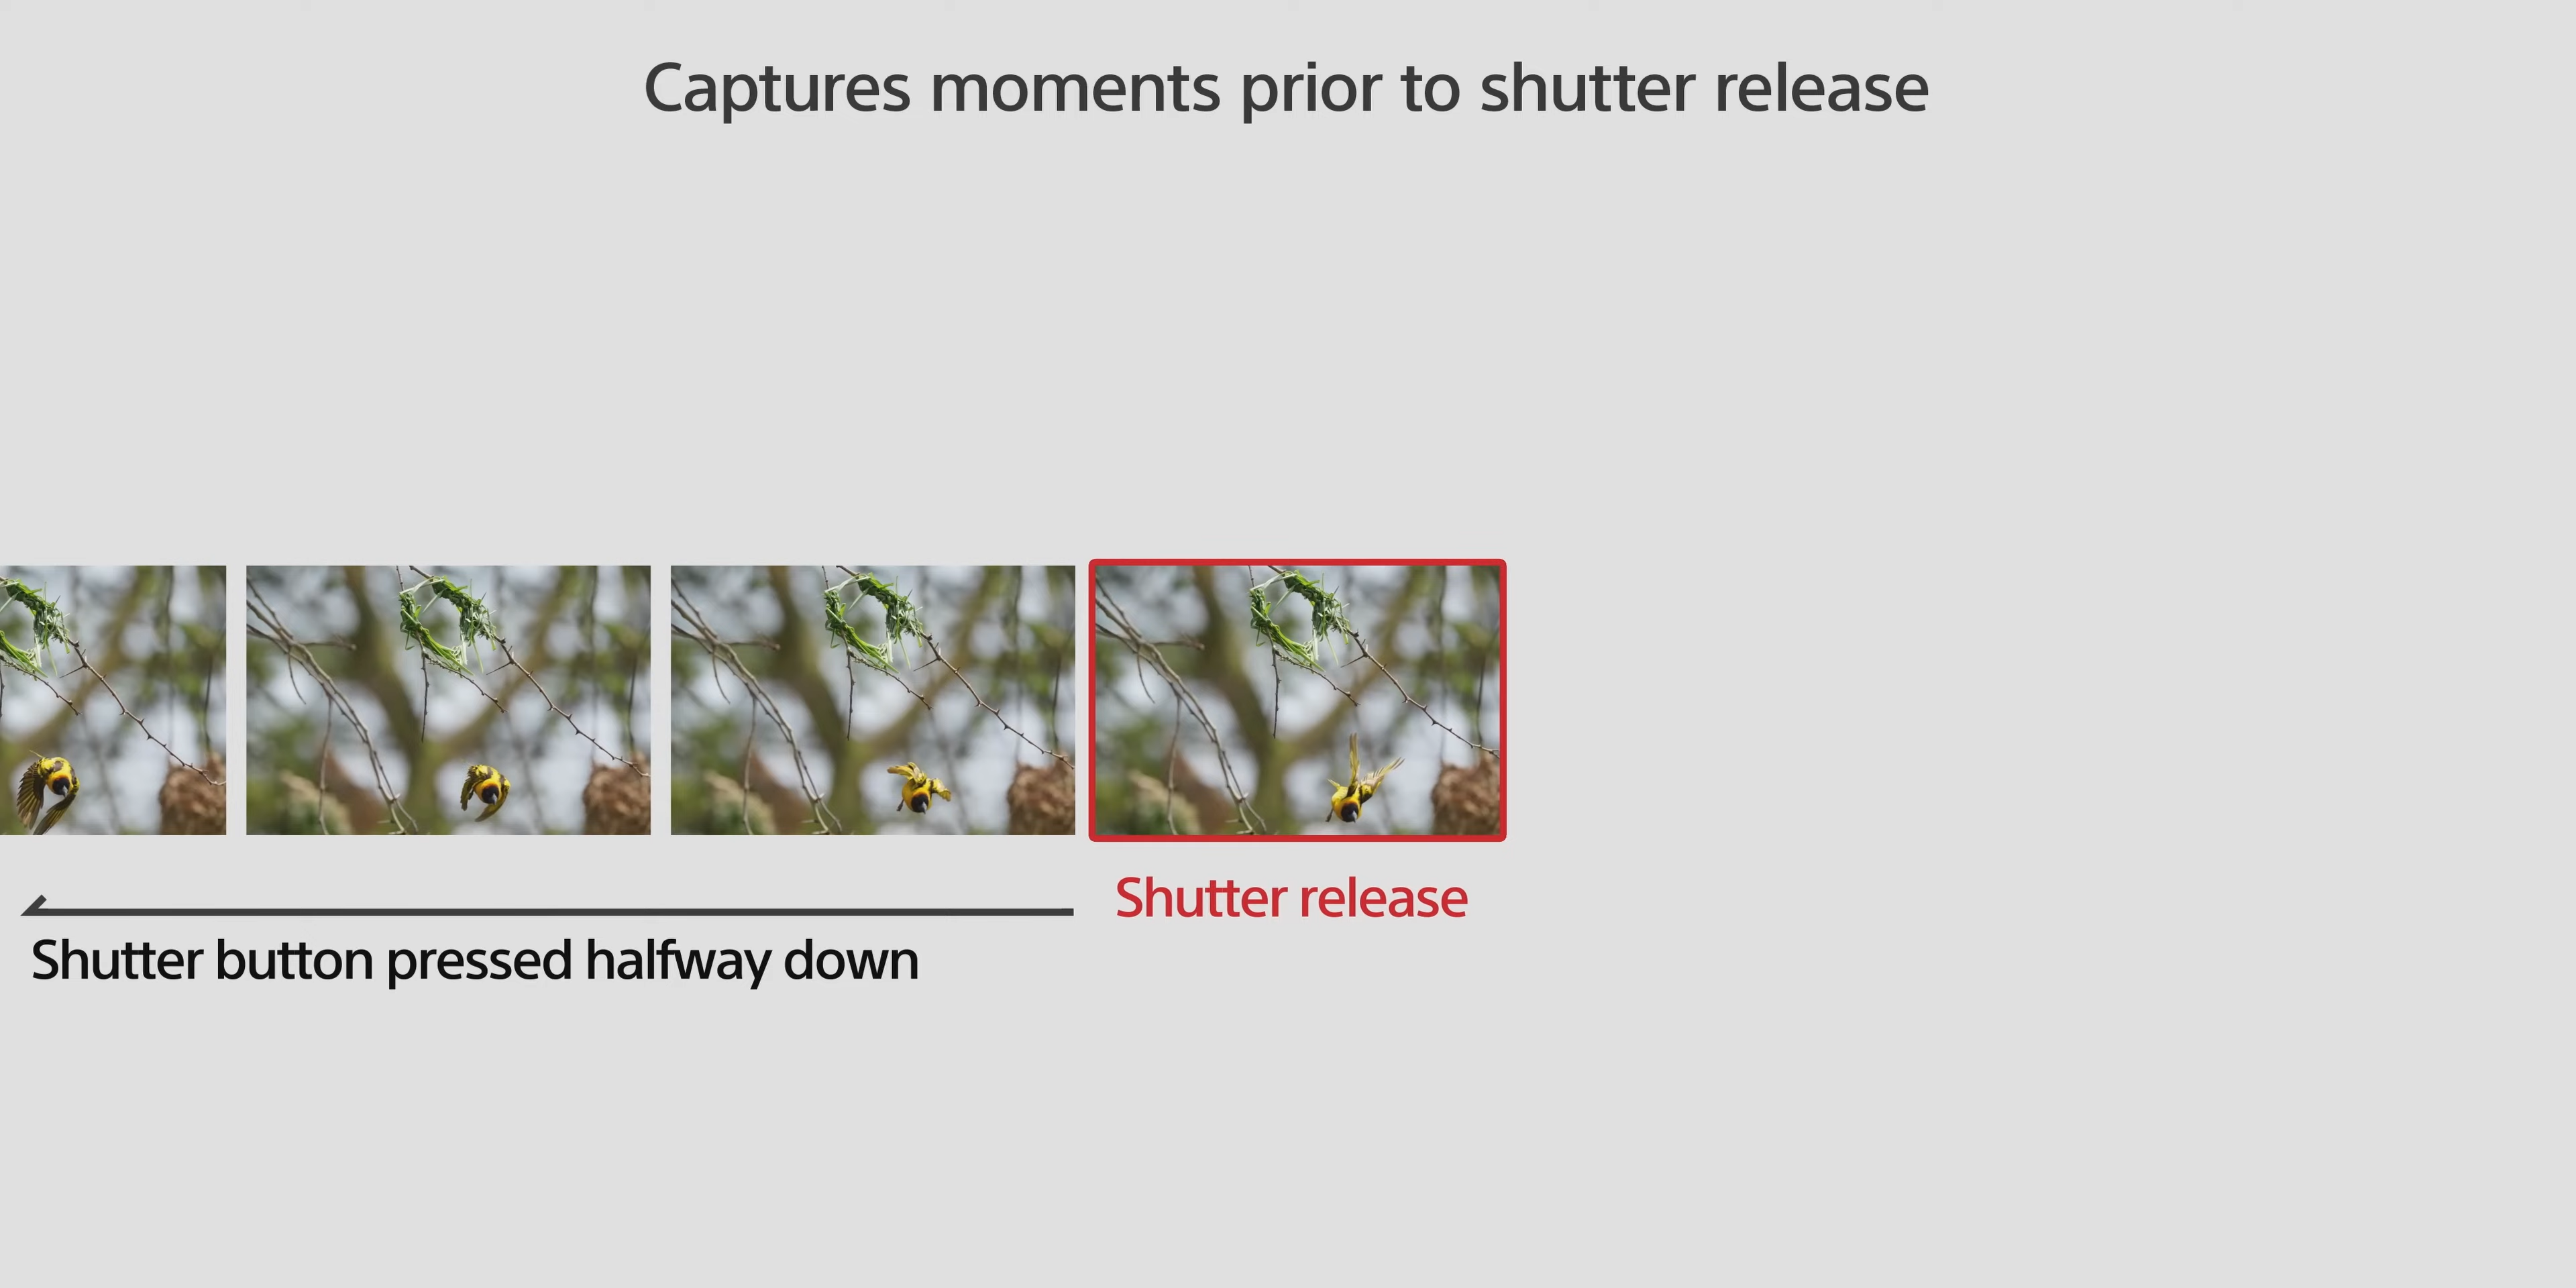 Captures moments prior to shutter release
Shutter release
Shutter button pressed halfway down